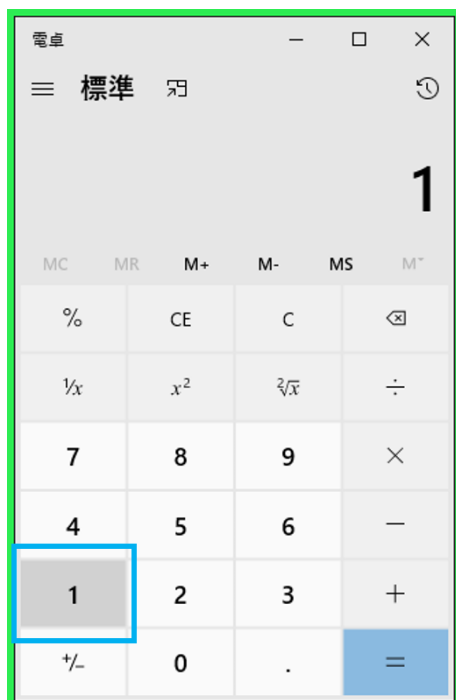 電卓
標準
1
MC MR M+ M- MS M˅
% CE C
¹/x x² ²√x ÷
7 8 9 ×
4 5 6 −
1 2 3 +
+/− 0 . =